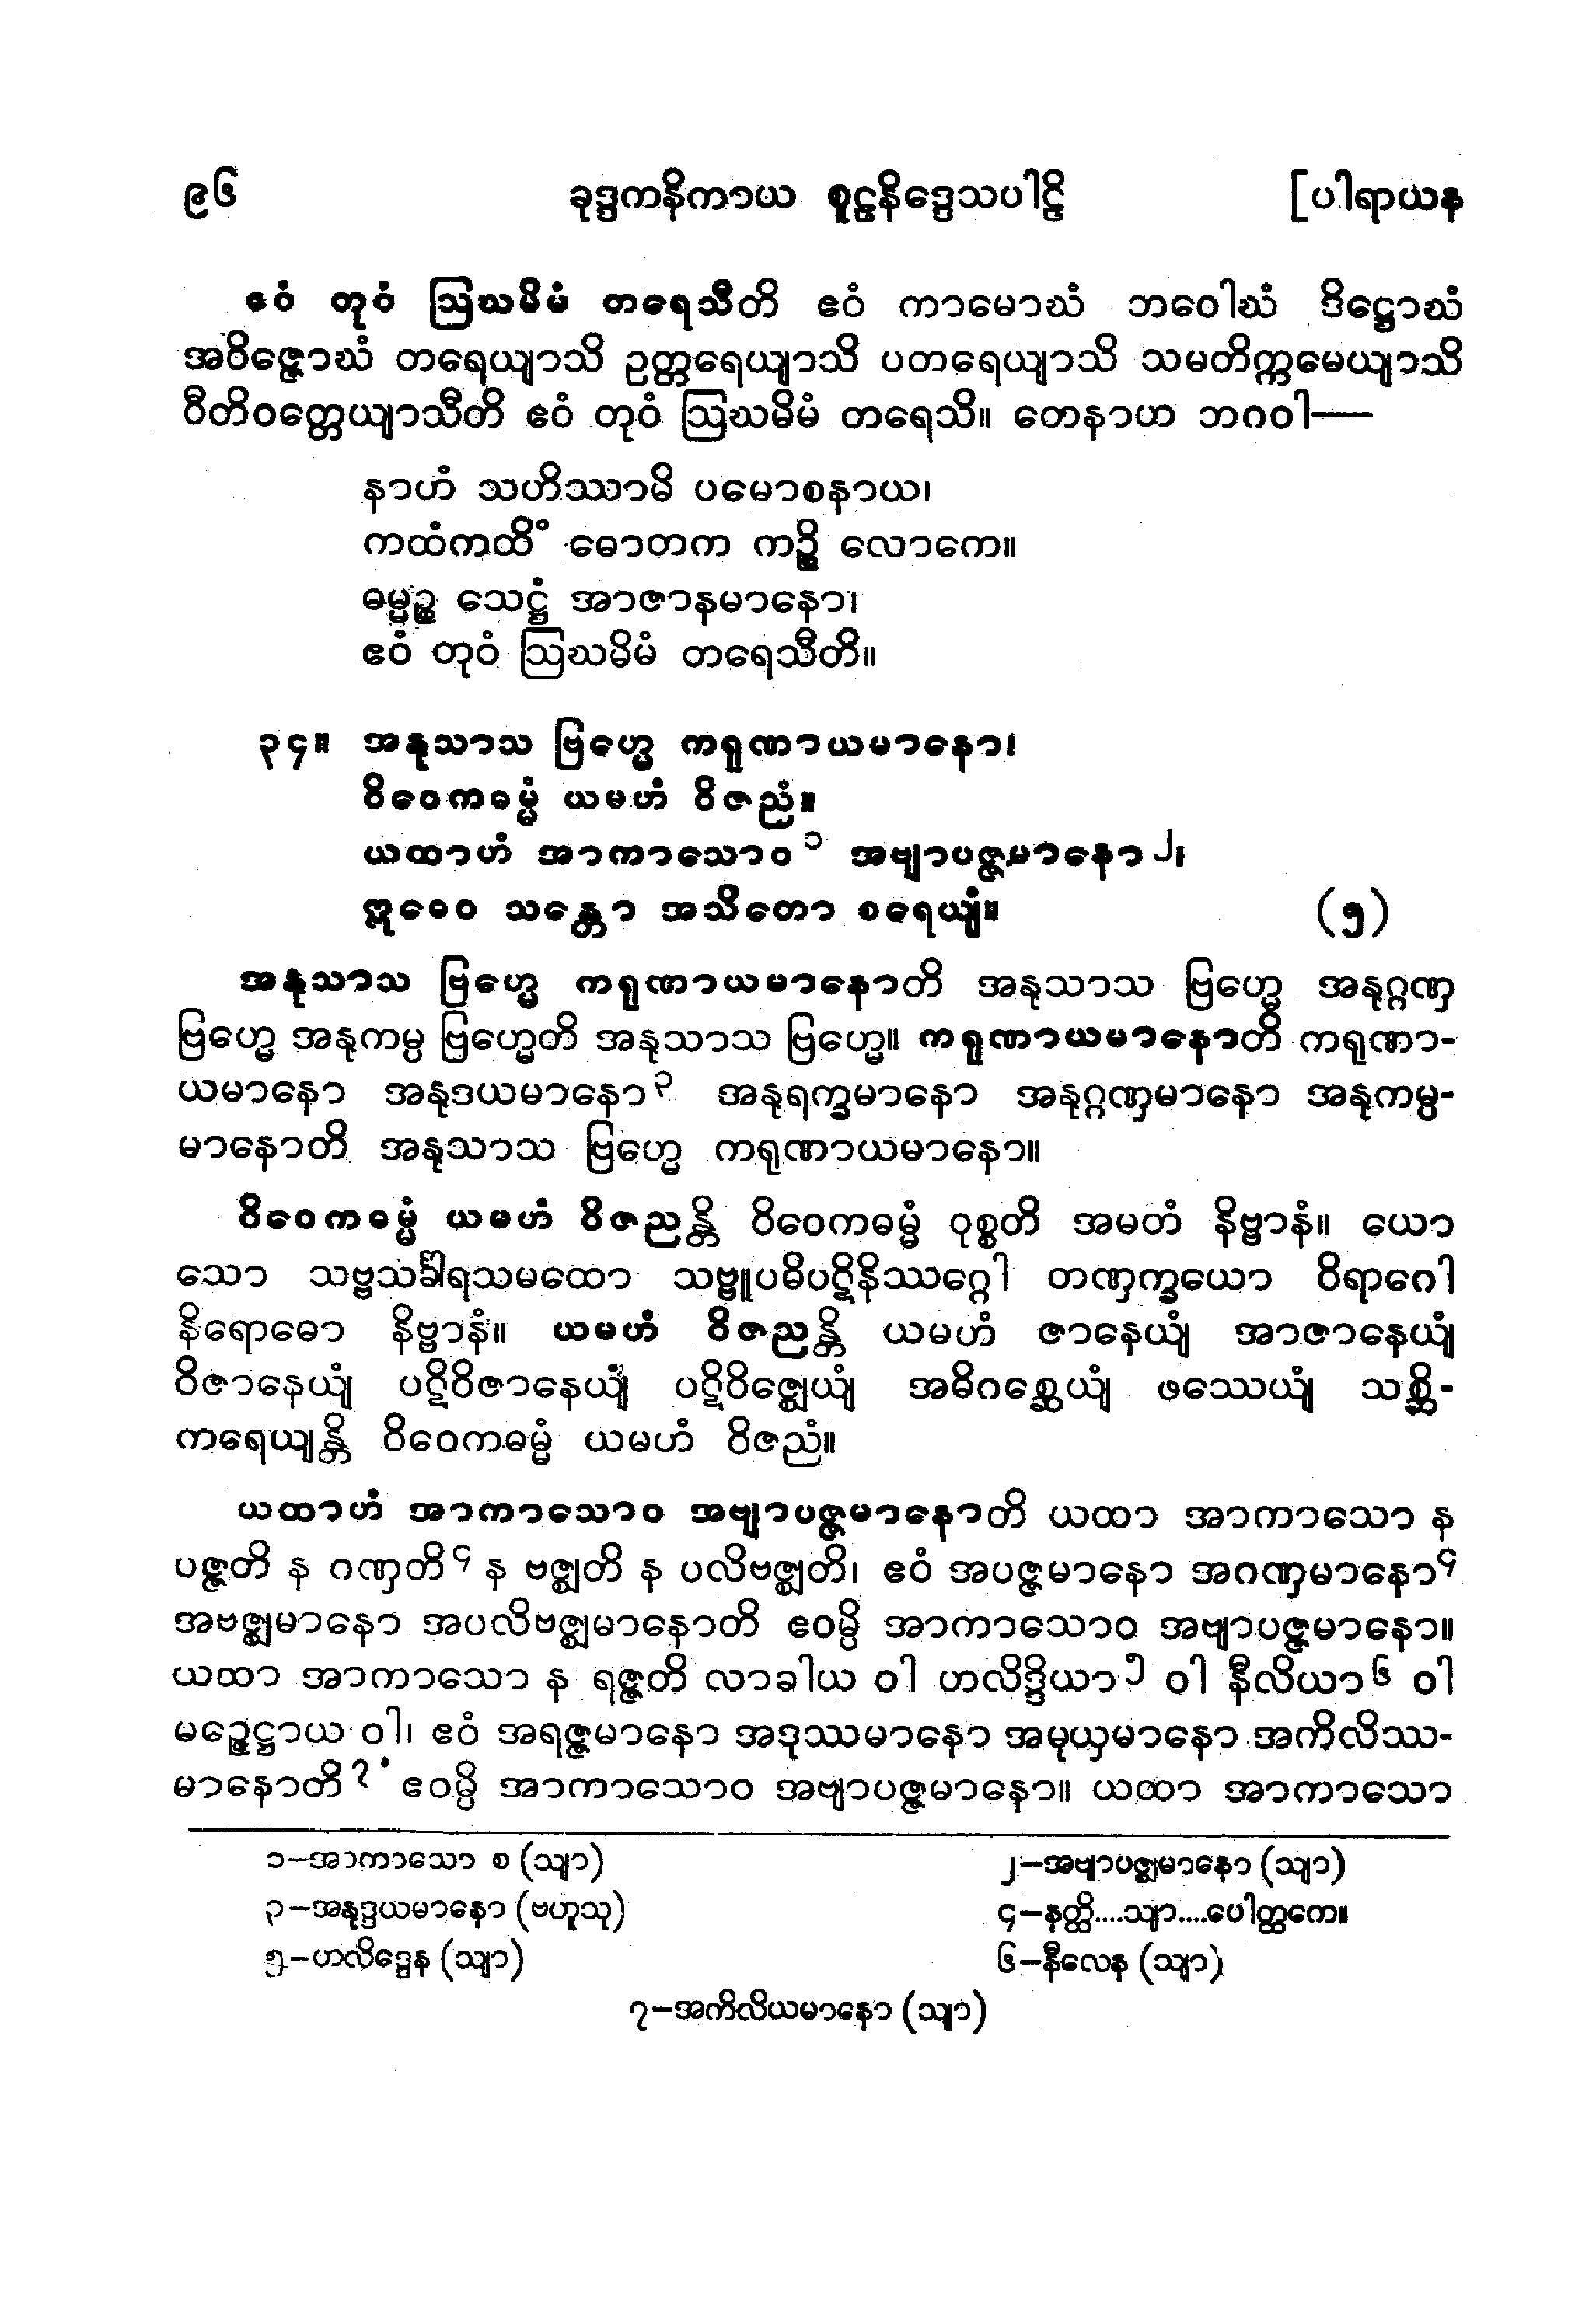 ၉၆ ခုဒ္ဒကနိကာယ စူဠနိဒ္ဒေသပါဠိ [ပါရာယန
ဧဝံ တုဝံ ဩဃမိမံ တရေသီတိ ဧဝံ ကာမောဃံ ဘဝေါဃံ ဒိဋ္ဌောဃံ
အဝိဇ္ဇောဃံ တရေယျာသိ ဥတ္တရေယျာသိ ပတရေယျာသိ သမတိက္ကမေယျာသိ
ဝီတိဝတ္တေယျာသီတိ ဧဝံ တုဝံ ဩဃမိမံ တရေသိ။ တေနာဟ ဘဂဝါ—
နာဟံ သဟိဿာမိ ပမောစနာယ၊
ကထံကထိံ ဓောတက ကဉ္စိ လောကေ။
ဓမ္မဉ္စ သေဋ္ဌံ အာဇာနမာနော၊
ဧဝံ တုဝံ ဩဃမိမံ တရေသီတိ။
၃၄။ အနုသာသ ဗြဟ္မေ ကရုဏာယမာနော၊
ဝိဝေကဓမ္မံ ယမဟံ ဝိဇညံ။
ယထာဟံ အာကာသောဝ ၁ အဗျာပဇ္ဇမာနော ၂၊
ဣဓေဝ သန္တော အသိတော စရေယျံ။ (၅)
အနုသာသ ဗြဟ္မေ ကရုဏာယမာနောတိ အနုသာသ ဗြဟ္မေ အနုဂ္ဂဏှ
ဗြဟ္မေ အနုကမ္ပ ဗြဟ္မေတိ အနုသာသ ဗြဟ္မေ။ ကရုဏာယမာနောတိ ကရုဏာ-
ယမာနော အနုဒယမာနော ၃ အနုရက္ခမာနော အနုဂ္ဂဏှမာနော အနုကမ္ပ-
မာနောတိ အနုသာသ ဗြဟ္မေ ကရုဏာယမာနော။
ဝိဝေကဓမ္မံ ယမဟံ ဝိဇညန္တိ ဝိဝေကဓမ္မံ ဝုစ္စတိ အမတံ နိဗ္ဗာနံ။ ယော
သော သဗ္ဗသင်္ခါရသမထော သဗ္ဗူပဓိပဋိနိဿဂ္ဂေါ တဏှက္ခယော ဝိရာဂေါ
နိရောဓော နိဗ္ဗာနံ။ ယမဟံ ဝိဇညန္တိ ယမဟံ ဇာနေယျံ အာဇာနေယျံ
ဝိဇာနေယျံ ပဋိဝိဇာနေယျံ ပဋိဝိဇ္ဈေယျံ အဓိဂစ္ဆေယျံ ဖဿေယျံ သစ္ဆိ-
ကရေယျန္တိ ဝိဝေကဓမ္မံ ယမဟံ ဝိဇညံ။
ယထာဟံ အာကာသောဝ အဗျာပဇ္ဇမာနောတိ ယထာ အာကာသော န
ပဇ္ဇတိ န ဂဏှတိ ၄ န ဗဇ္ဈတိ န ပလိဗဇ္ဈတိ၊ ဧဝံ အပဇ္ဇမာနော အဂဏှမာနော ၄
အဗဇ္ဈမာနော အပလိဗဇ္ဈမာနောတိ ဧဝမ္ပိ အာကာသောဝ အဗျာပဇ္ဇမာနော။
ယထာ အာကာသော န ရဇ္ဇတိ လာခါယ ဝါ ဟလိဒ္ဒိယာ ၅ ဝါ နီလိယာ ၆ ဝါ
မဉ္ဇေဋ္ဌာယ ဝါ၊ ဧဝံ အရဇ္ဇမာနော အဒုဿမာနော အမုယှမာနော အကိလိဿ-
မာနောတိ ၇ ဧဝမ္ပိ အာကာသောဝ အဗျာပဇ္ဇမာနော။ ယထာ အာကာသော
၁–အာကာသော စ (သျာ) ၂–အဗျာပဇ္ဈမာနော (သျာ)
၃–အနုဒ္ဒယမာနော (ဗဟူသု) ၄–နတ္ထိ....သျာ....ပေါတ္ထကေ။
၅–ဟလိဒ္ဒေန (သျာ) ၆–နီလေန (သျာ)
၇–အကိလိယမာနော (သျာ)